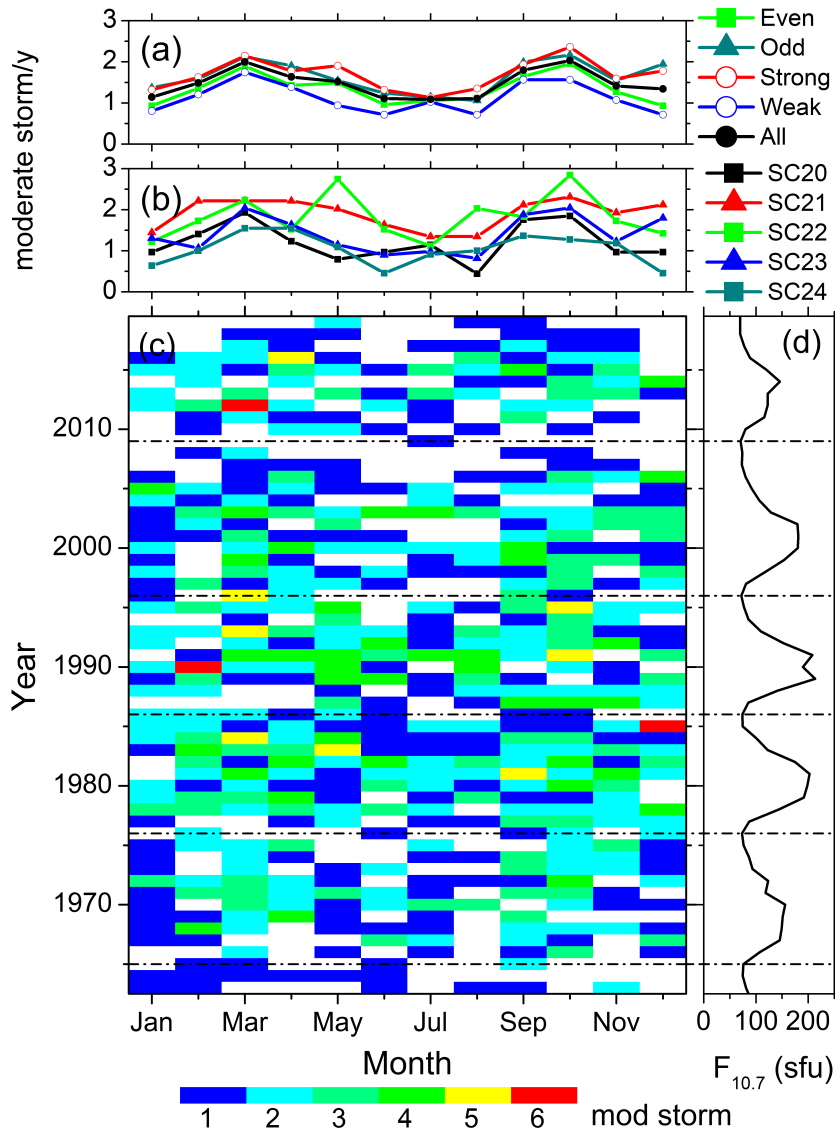 (a)
3
2
1
0
moderate storm/y
Even
Odd
Strong
Weak
All
(b)
3
2
1
0
SC20
SC21
SC22
SC23
SC24
(c)
(d)
2010
2000
1990
1980
1970
Year
Jan Mar May Jul Sep Nov
Month
0 100 200
F10.7 (sfu)
1 2 3 4 5 6 mod storm